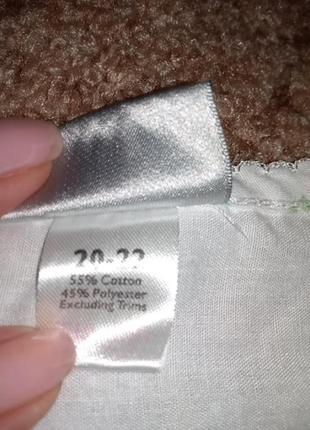 20-22
55% Cotton
45% Polyester
Excluding Trims